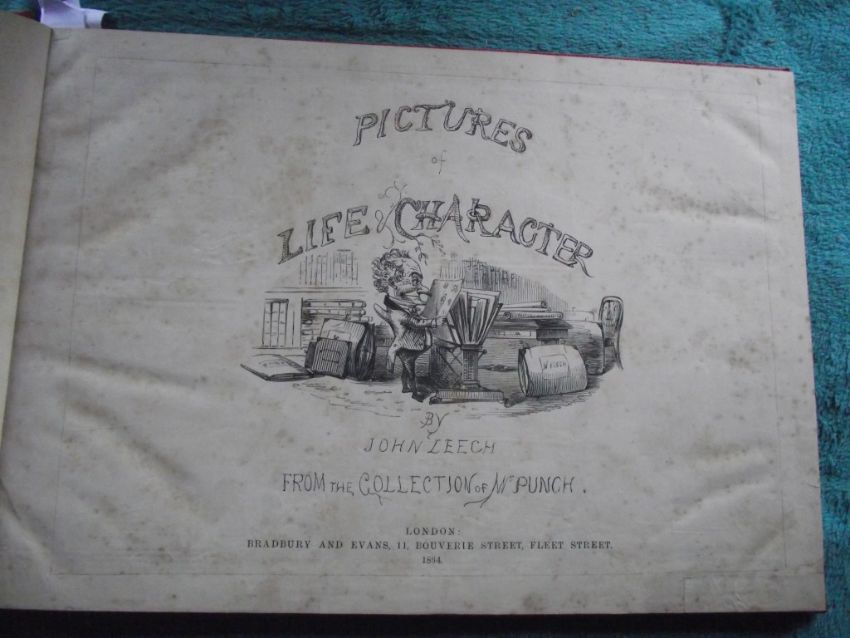 PICTURES
of
LIFE & CHARACTER
BY
JOHN LEECH
FROM THE COLLECTION of Mr PUNCH.
LONDON:
BRADBURY AND EVANS, 11, BOUVERIE STREET, FLEET STREET.
1864.